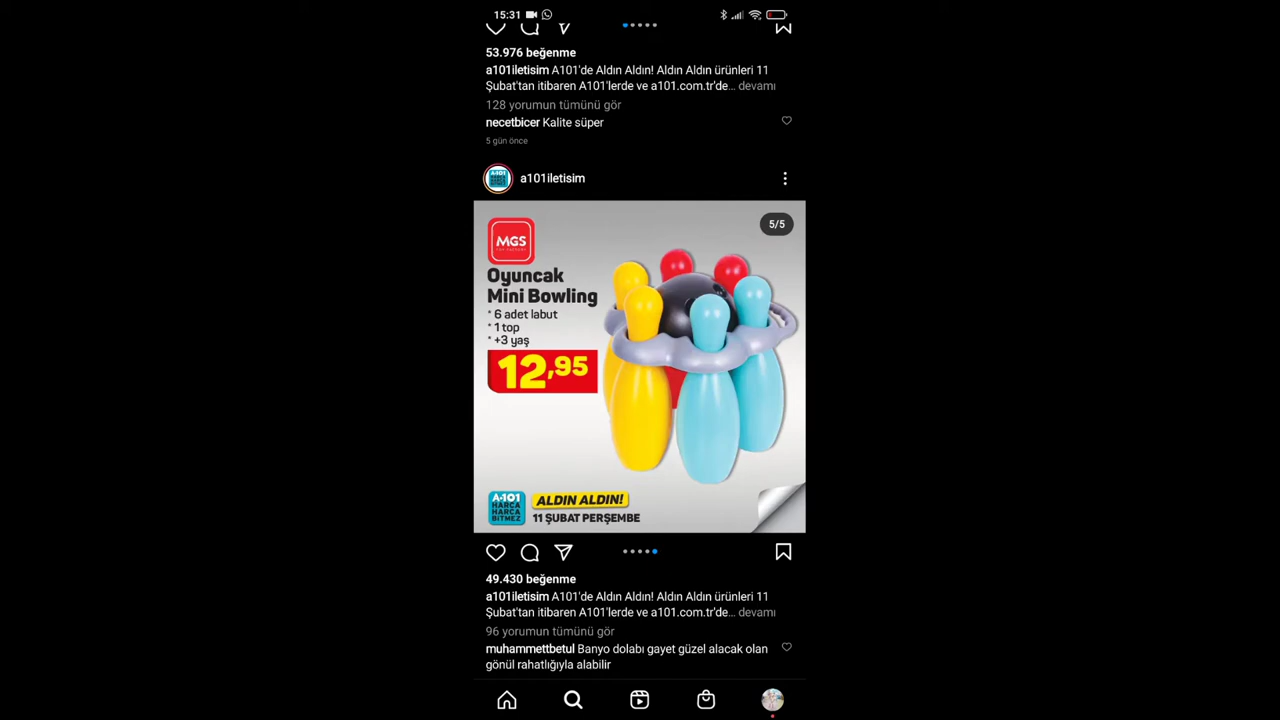 15:31
53.976 beğenme
a101iletisim A101'de Aldın Aldın! Aldın Aldın ürünleri 11
Şubat'tan itibaren A101'lerde ve a101.com.tr'de... devamı
128 yorumun tümünü gör
necetbicer Kalite süper
5 gün önce
A101
a101iletisim
5/5
MGS
TOY FACTORY
Oyuncak
Mini Bowling
* 6 adet labut
* 1 top
* +3 yaş
12,95
A101
HARCA
HARCA
BİTMEZ
ALDIN ALDIN!
11 ŞUBAT PERŞEMBE
49.430 beğenme
a101iletisim A101'de Aldın Aldın! Aldın Aldın ürünleri 11
Şubat'tan itibaren A101'lerde ve a101.com.tr'de... devamı
96 yorumun tümünü gör
muhammettbetul Banyo dolabı gayet güzel alacak olan
gönül rahatlığıyla alabilir